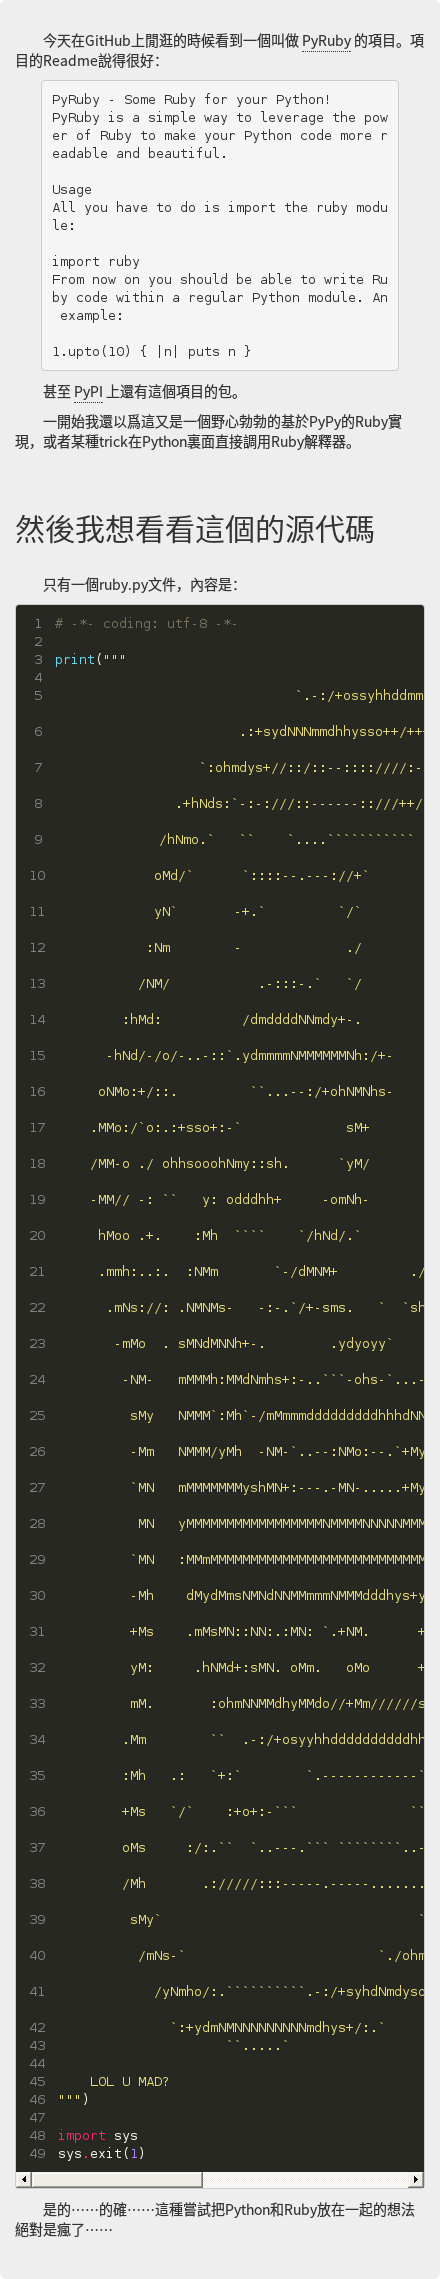 今天在GitHub上閒逛的時候看到一個叫做 PyRuby 的項目。項
目的Readme說得很好：
PyRuby - Some Ruby for your Python!
PyRuby is a simple way to leverage the pow
er of Ruby to make your Python code more r
eadable and beautiful.
Usage
All you have to do is import the ruby modu
le:
import ruby
From now on you should be able to write Ru
by code within a regular Python module. An
 example:
1.upto(10) { |n| puts n }
甚至 PyPI 上還有這個項目的包。
一開始我還以爲這又是一個野心勃勃的基於PyPy的Ruby實
現，或者某種trick在Python裏面直接調用Ruby解釋器。
然後我想看看這個的源代碼
只有一個ruby.py文件，內容是：
1 # -*- coding: utf-8 -*-
2
3 print("""
4
5                               `.-:/+ossyhhddmm
6                        .:+sydNNNmmdhhysso++/++
7                   `:ohmdys+//::/::--::::////:-
8                .+hNds:`-:-:///::------::///++/
9              /hNmo.`   ``    `....```````````
10             oMd/`      `::::--.---://+`
11             yN`       -+.`         `/`
12            :Nm        -             ./
13           /NM/           .-:::-.`   `/
14         :hMd:          /dmddddNNmdy+-.
15       -hNd/-/o/-..-::`.ydmmmmNMMMMMMNh:/+-
16      oNMo:+/::.         ``...--:/+ohNMNhs-
17     .MMo:/`o:.:+sso+:-`             sM+
18     /MM-o ./ ohhsooohNmy::sh.      `yM/
19     -MM// -: ``   y: odddhh+     -omNh-
20      hMoo .+.    :Mh  ````    `/hNd/.`
21      .mmh:..:.  :NMm       `-/dMNM+         ./
22       .mNs://: .NMNMs-   -:-.`/+-sms.   `  `sh
23        -mMo  . sMNdMNNh+-.        .ydyoyy`
24         -NM-   mMMMh:MMdNmhs+:-..```-ohs-`...-
25          sMy   NMMM`:Mh`-/mMmmmdddddddddhhhdNN
26          -Mm   NMMM/yMh  -NM-`..--:NMo:--.`+My
27          `MN   mMMMMMMMyshMN+:---.-MN-.....+My
28           MN   yMMMMMMMMMMMMMMMMMNMMMMNNNNNMMM
29          `MN   :MMmMMMMMMMMMMMMMMMMMMMMMMMMMMM
30          -Mh    dMydMmsNMNdNNMMmmmNMMMdddhys+y
31          +Ms    .mMsMN::NN:.:MN: `.+NM.      +
32          yM:     .hNMd+:sMN. oMm.   oMo      +
33          mM.       :ohmNNMMdhyMMdo//+Mm//////s
34         .Mm        ``  .-:/+osyyhhddddddddddhh
35         :Mh   .:   `+:`        `.------------`
36         +Ms   `/`    :+o+:-```              ``
37         oMs     :/:.``  `..---.``` ````````..-
38         /Mh       .://///:::-----.-----.......
39          sMy`                                `
40           /mNs-`                        `./ohm
41             /yNmho/:.``````````.-:/+syhdNmdyso
42               `:+ydmNMNNNNNNNNNmdhys+/:.`
43                      ``.....`
44
45     LOL U MAD?
46 """)
47
48 import sys
49 sys.exit(1)
是的……的確……這種嘗試把Python和Ruby放在一起的想法
絕對是瘋了……